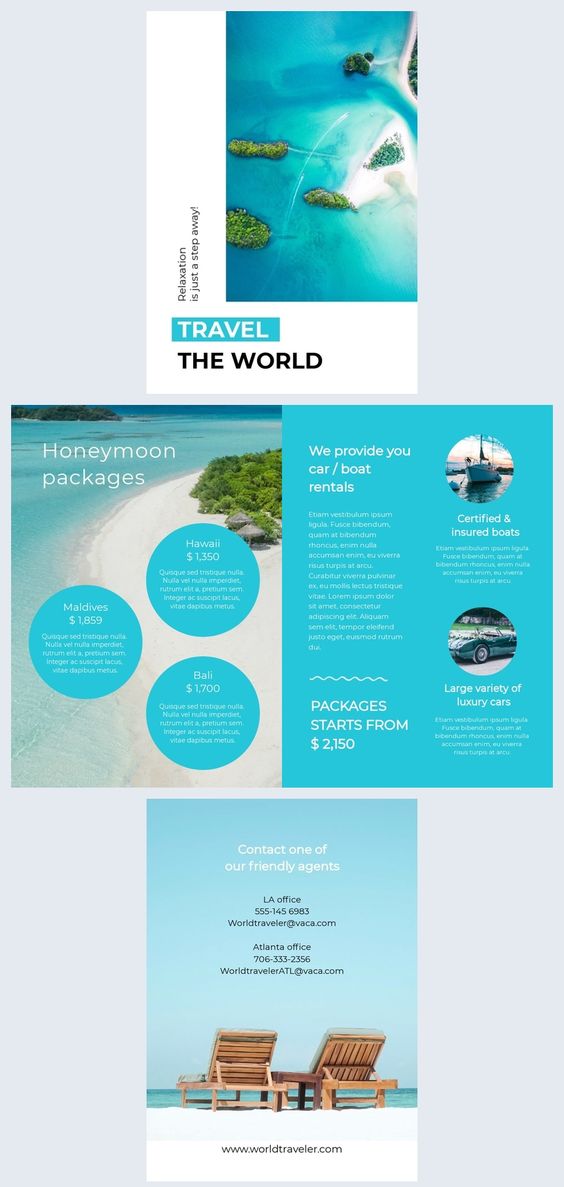 Relaxation
is just a step away!
TRAVEL
THE WORLD
Honeymoon
packages
Hawaii
$ 1,350
Quisque sed tristique nulla.
Nulla vel nulla imperdiet,
rutrum elit a, pretium sem.
Integer ac suscipit lacus,
vitae dapibus metus.
Maldives
$ 1,859
Quisque sed tristique nulla.
Nulla vel nulla imperdiet,
rutrum elit a, pretium sem.
Integer ac suscipit lacus,
vitae dapibus metus.
Bali
$ 1,700
Quisque sed tristique nulla.
Nulla vel nulla imperdiet,
rutrum elit a, pretium sem.
Integer ac suscipit lacus,
vitae dapibus metus.
We provide you
car / boat
rentals
Etiam vestibulum ipsum
ligula. Fusce bibendum,
quam at bibendum
rhoncus, enim nulla
accumsan enim, eu viverra
risus turpis at arcu.
Curabitur viverra pulvinar
ex, eu mollis lectus tristique
vitae. Lorem ipsum dolor
sit amet, consectetur
adipiscing elit. Aliquam
sem elit, tempor eleifend
justo eget, euismod rutrum
dui.
PACKAGES
STARTS FROM
$ 2,150
Certified &
insured boats
Etiam vestibulum ipsum ligula.
Fusce bibendum, quam at
bibendum rhoncus, enim nulla
accumsan enim, eu viverra
risus turpis at arcu.
Large variety of
luxury cars
Etiam vestibulum ipsum ligula.
Fusce bibendum, quam at
bibendum rhoncus, enim nulla
accumsan enim, eu viverra
risus turpis at arcu.
Contact one of
our friendly agents
LA office
555-145 6983
Worldtraveler@vaca.com
Atlanta office
706-333-2356
WorldtravelerATL@vaca.com
www.worldtraveler.com